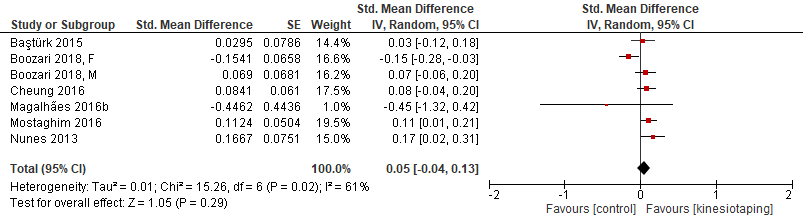 Std. Mean Difference Std. Mean Difference
Study or Subgroup Std. Mean Difference SE Weight IV, Random, 95% CI IV, Random, 95% CI
Baştürk 2015 0.0295 0.0786 14.4% 0.03 [-0.12, 0.18]
Boozari 2018, F -0.1541 0.0658 16.6% -0.15 [-0.28, -0.03]
Boozari 2018, M 0.069 0.0681 16.2% 0.07 [-0.06, 0.20]
Cheung 2016 0.0841 0.061 17.5% 0.08 [-0.04, 0.20]
Magalhães 2016b -0.4462 0.4436 1.0% -0.45 [-1.32, 0.42]
Mostaghim 2016 0.1124 0.0504 19.5% 0.11 [0.01, 0.21]
Nunes 2013 0.1667 0.0751 15.0% 0.17 [0.02, 0.31]
Total (95% CI) 100.0% 0.05 [-0.04, 0.13]
Heterogeneity: Tau² = 0.01; Chi² = 15.26, df = 6 (P = 0.02); I² = 61%
Test for overall effect: Z = 1.05 (P = 0.29)
-2 -1 0 1 2
Favours [control] Favours [kinesiotaping]